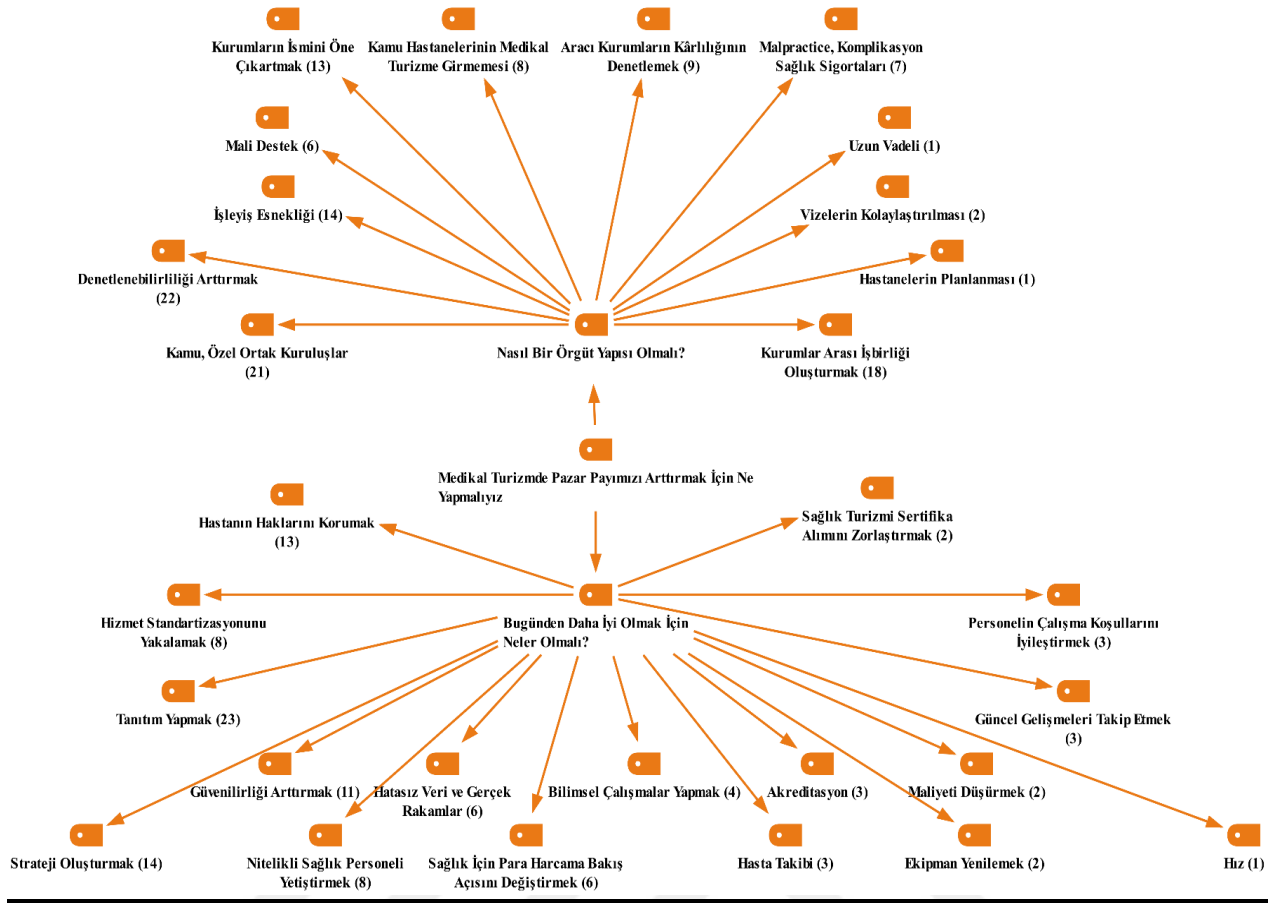 Kurumların İsmini Öne
Çıkartmak (13)
Kamu Hastanelerinin Medikal
Turizme Girmemesi (8)
Aracı Kurumların Kârlılığının
Denetlemek (9)
Malpractice, Komplikasyon
Sağlık Sigortaları (7)
Mali Destek (6)
Uzun Vadeli (1)
İşleyiş Esnekliği (14)
Vizelerin Kolaylaştırılması (2)
Denetlenebilirliliği Arttırmak
(22)
Hastanelerin Planlanması (1)
Kamu, Özel Ortak Kuruluşlar
(21)
Nasıl Bir Örgüt Yapısı Olmalı?
Kurumlar Arası İşbirliği
Oluşturmak (18)
Medikal Turizmde Pazar Payımızı Arttırmak İçin Ne
Yapmalıyız
Hastanın Haklarını Korumak
(13)
Sağlık Turizmi Sertifika
Alımını Zorlaştırmak (2)
Hizmet Standartizasyonunu
Yakalamak (8)
Bugünden Daha İyi Olmak İçin
Neler Olmalı?
Personelin Çalışma Koşullarını
İyileştirmek (3)
Tanıtım Yapmak (23)
Güncel Gelişmeleri Takip Etmek
(3)
Güvenilirliği Arttırmak (11)
Hatasız Veri ve Gerçek
Rakamlar (6)
Bilimsel Çalışmalar Yapmak (4)
Akreditasyon (3)
Maliyeti Düşürmek (2)
Strateji Oluşturmak (14)
Nitelikli Sağlık Personeli
Yetiştirmek (8)
Sağlık İçin Para Harcama Bakış
Açısını Değiştirmek (6)
Hasta Takibi (3)
Ekipman Yenilemek (2)
Hız (1)